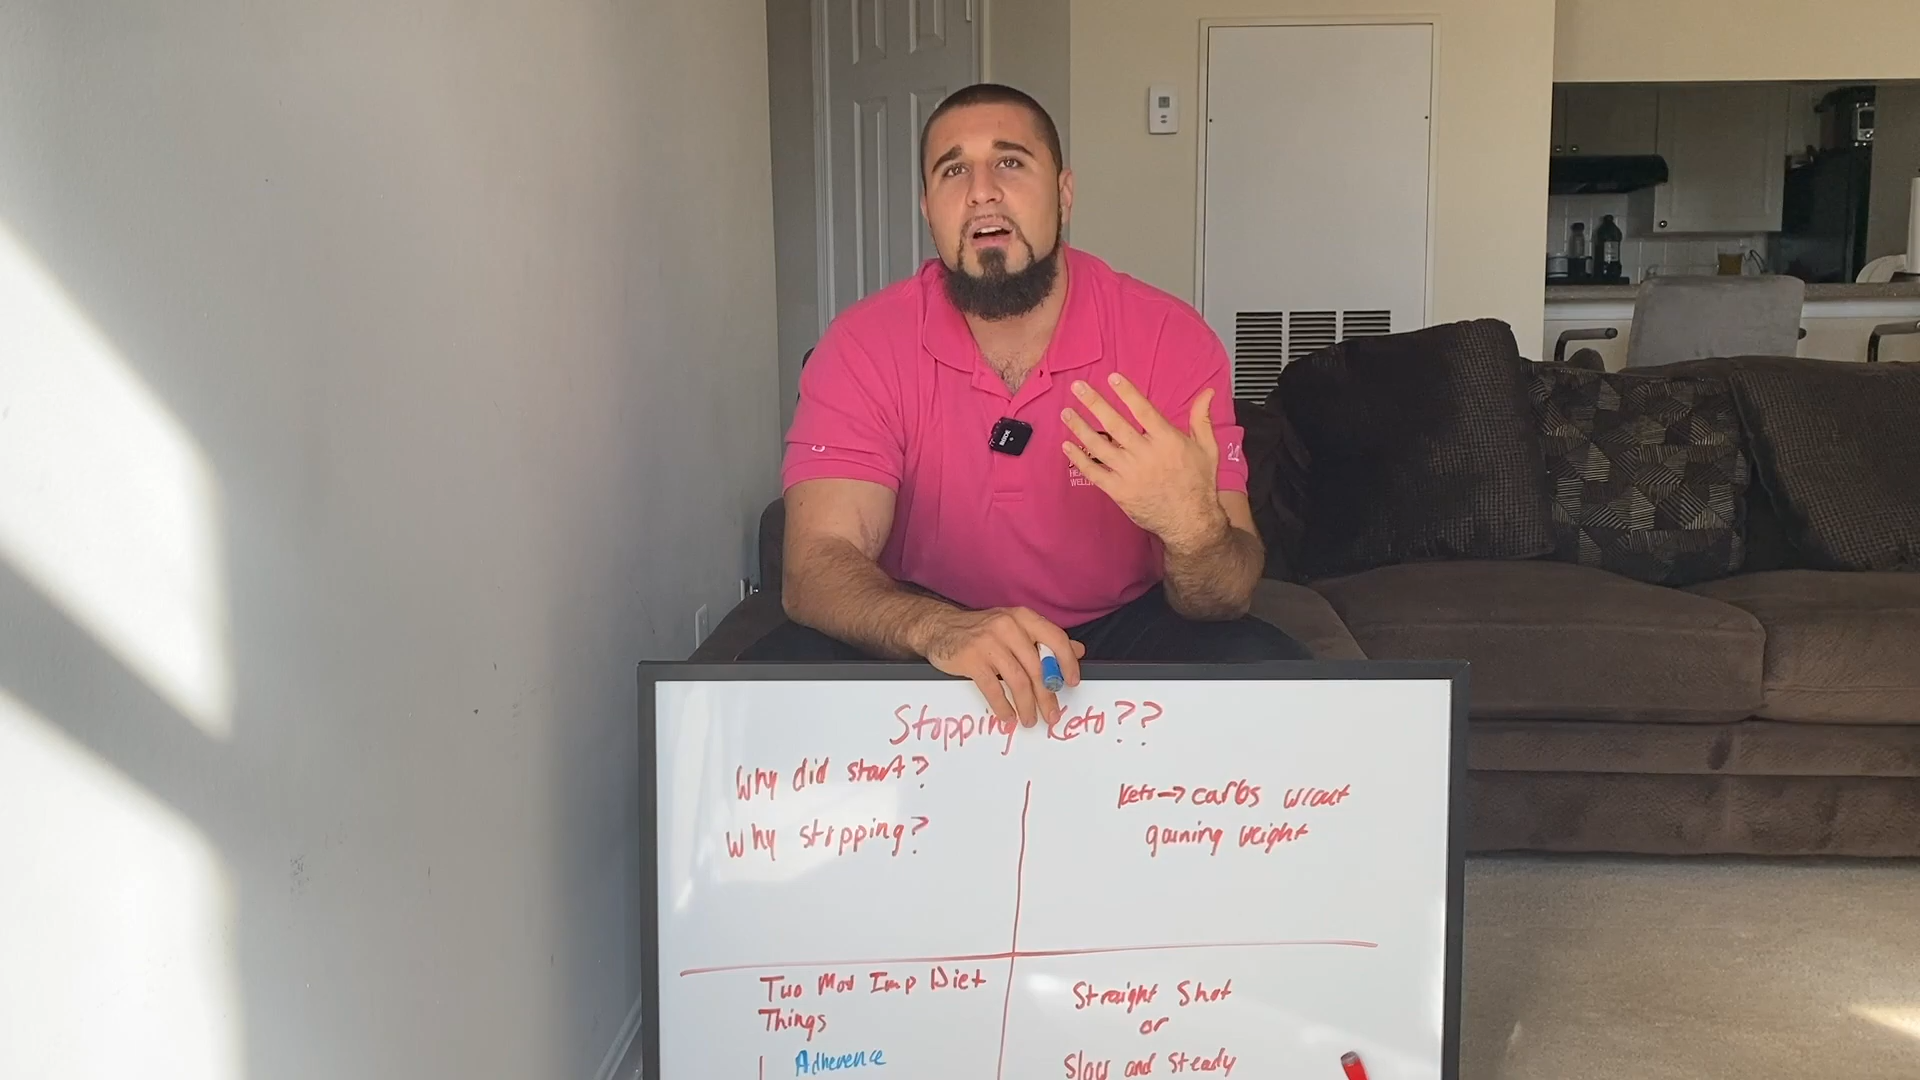 Stopping Keto??
Why did start?
Why stopping?
Keto→carbs w/out
gaining weight
Two Most Imp Diet
Things
Adherence
Straight Shot
or
Slow and Steady